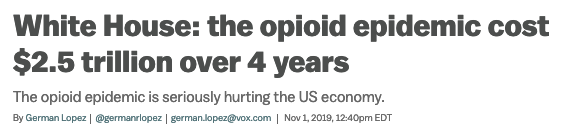 White House: the opioid epidemic cost
$2.5 trillion over 4 years
The opioid epidemic is seriously hurting the US economy.
By German Lopez | @germanrlopez | german.lopez@vox.com | Nov 1, 2019, 12:40pm EDT